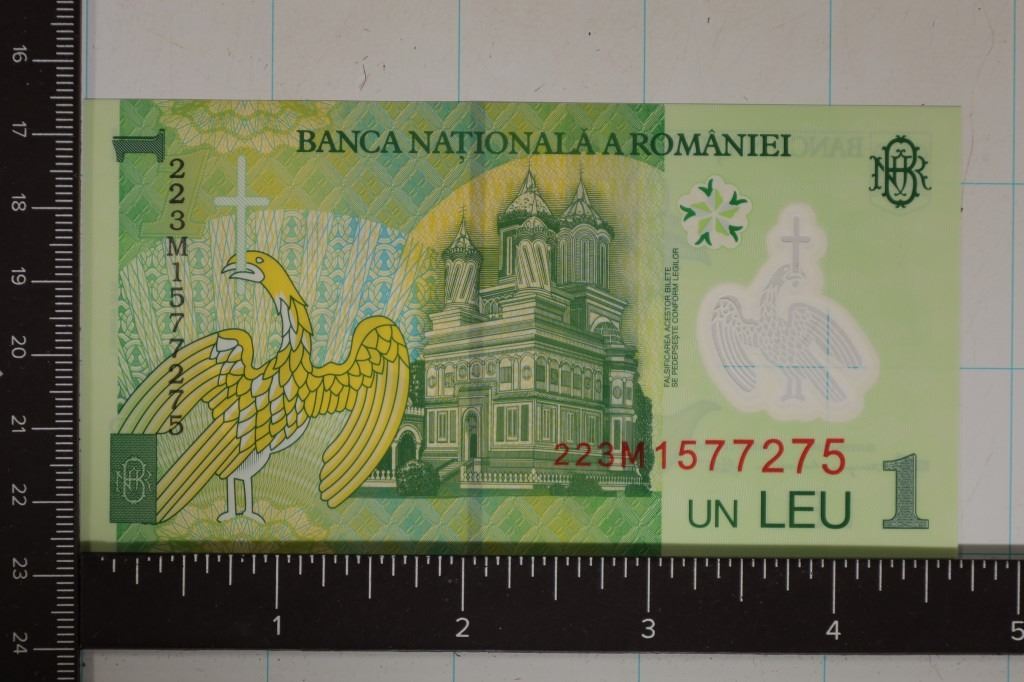 BANCA NAȚIONALĂ A ROMÂNIEI
1
223M1577275
FALSIFICAREA ACESTOR BILETE
SE PEDEPSEȘTE CONFORM LEGILOR
223M1577275
UN LEU
1
16
17
18
19
20
21
22
23
24
1 2 3 4 5